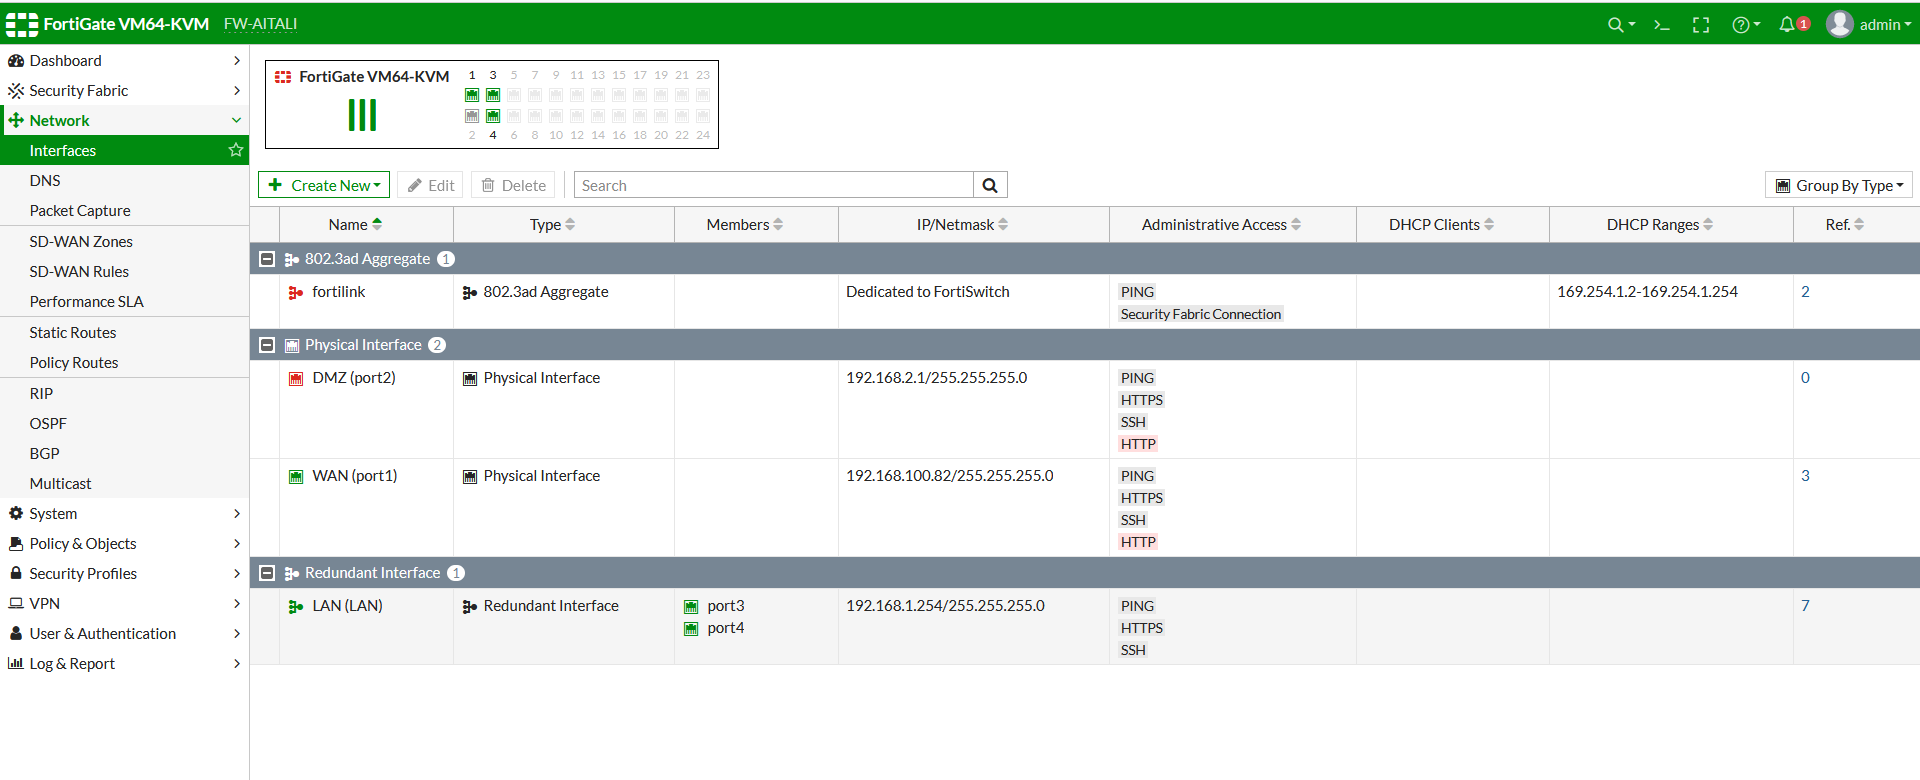 FortiGate VM64-KVM FW-AITALI 1 admin
Dashboard
Security Fabric
Network
Interfaces
DNS
Packet Capture
SD-WAN Zones
SD-WAN Rules
Performance SLA
Static Routes
Policy Routes
RIP
OSPF
BGP
Multicast
System
Policy & Objects
Security Profiles
VPN
User & Authentication
Log & Report
FortiGate VM64-KVM
1 3 5 7 9 11 13 15 17 19 21 23
2 4 6 8 10 12 14 16 18 20 22 24
Create New Edit Delete Search Group By Type
Name Type Members IP/Netmask Administrative Access DHCP Clients DHCP Ranges Ref.
802.3ad Aggregate 1
fortilink 802.3ad Aggregate Dedicated to FortiSwitch PING 169.254.1.2-169.254.1.254 2
Security Fabric Connection
Physical Interface 2
DMZ (port2) Physical Interface 192.168.2.1/255.255.255.0 PING 0
HTTPS
SSH
HTTP
WAN (port1) Physical Interface 192.168.100.82/255.255.255.0 PING 3
HTTPS
SSH
HTTP
Redundant Interface 1
LAN (LAN) Redundant Interface port3 192.168.1.254/255.255.255.0 PING 7
port4 HTTPS
SSH